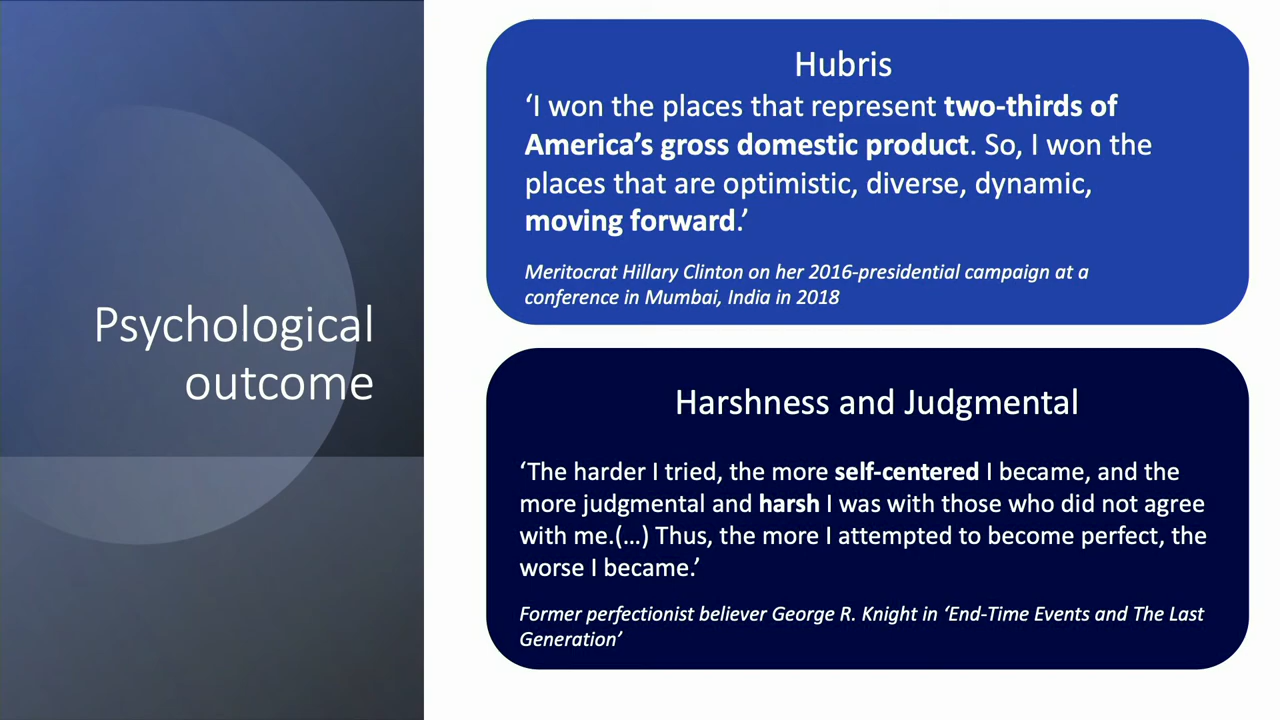 Psychological
outcome
Hubris
‘I won the places that represent two-thirds of
America’s gross domestic product. So, I won the
places that are optimistic, diverse, dynamic,
moving forward.’
Meritocrat Hillary Clinton on her 2016-presidential campaign at a
conference in Mumbai, India in 2018
Harshness and Judgmental
‘The harder I tried, the more self-centered I became, and the
more judgmental and harsh I was with those who did not agree
with me.(…) Thus, the more I attempted to become perfect, the
worse I became.’
Former perfectionist believer George R. Knight in ‘End-Time Events and The Last
Generation’